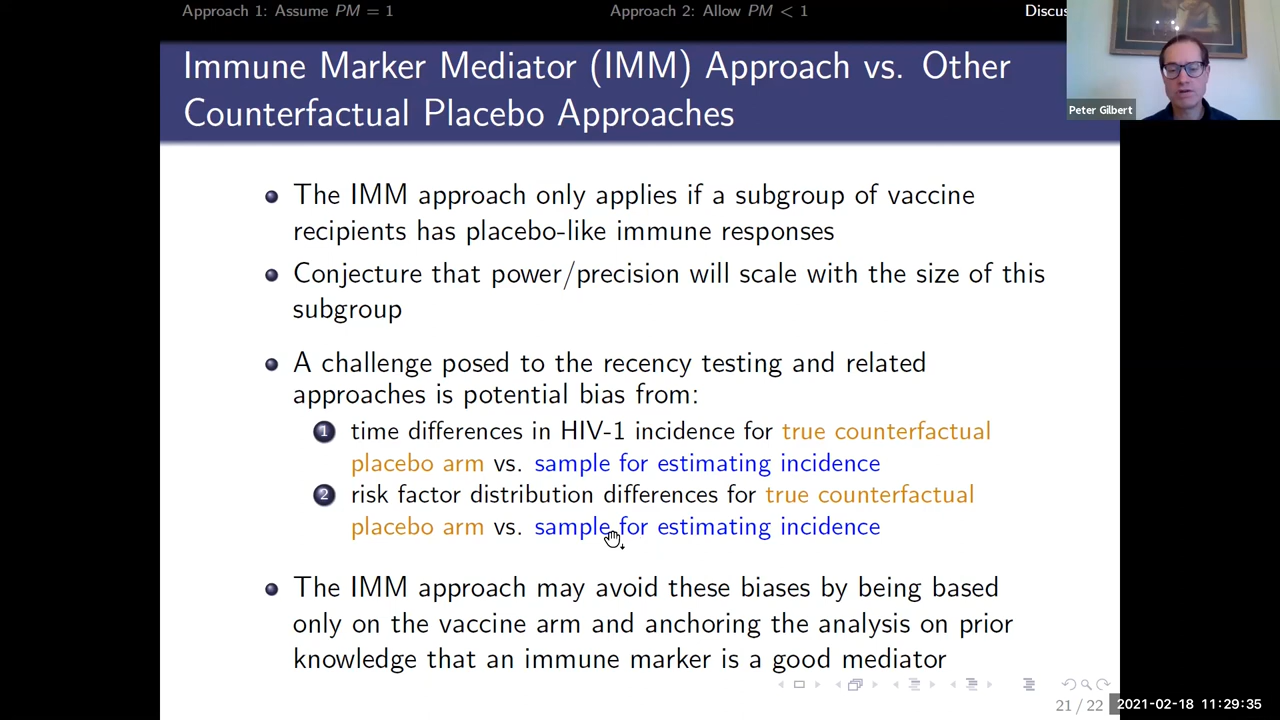 Approach 1: Assume PM = 1
Approach 2: Allow PM < 1
Discus
Peter Gilbert
Immune Marker Mediator (IMM) Approach vs. Other
Counterfactual Placebo Approaches
The IMM approach only applies if a subgroup of vaccine
recipients has placebo-like immune responses
Conjecture that power/precision will scale with the size of this
subgroup
A challenge posed to the recency testing and related
approaches is potential bias from:
1 time differences in HIV-1 incidence for true counterfactual
placebo arm vs. sample for estimating incidence
2 risk factor distribution differences for true counterfactual
placebo arm vs. sample for estimating incidence
The IMM approach may avoid these biases by being based
only on the vaccine arm and anchoring the analysis on prior
knowledge that an immune marker is a good mediator
21 / 22
2021-02-18 11:29:35